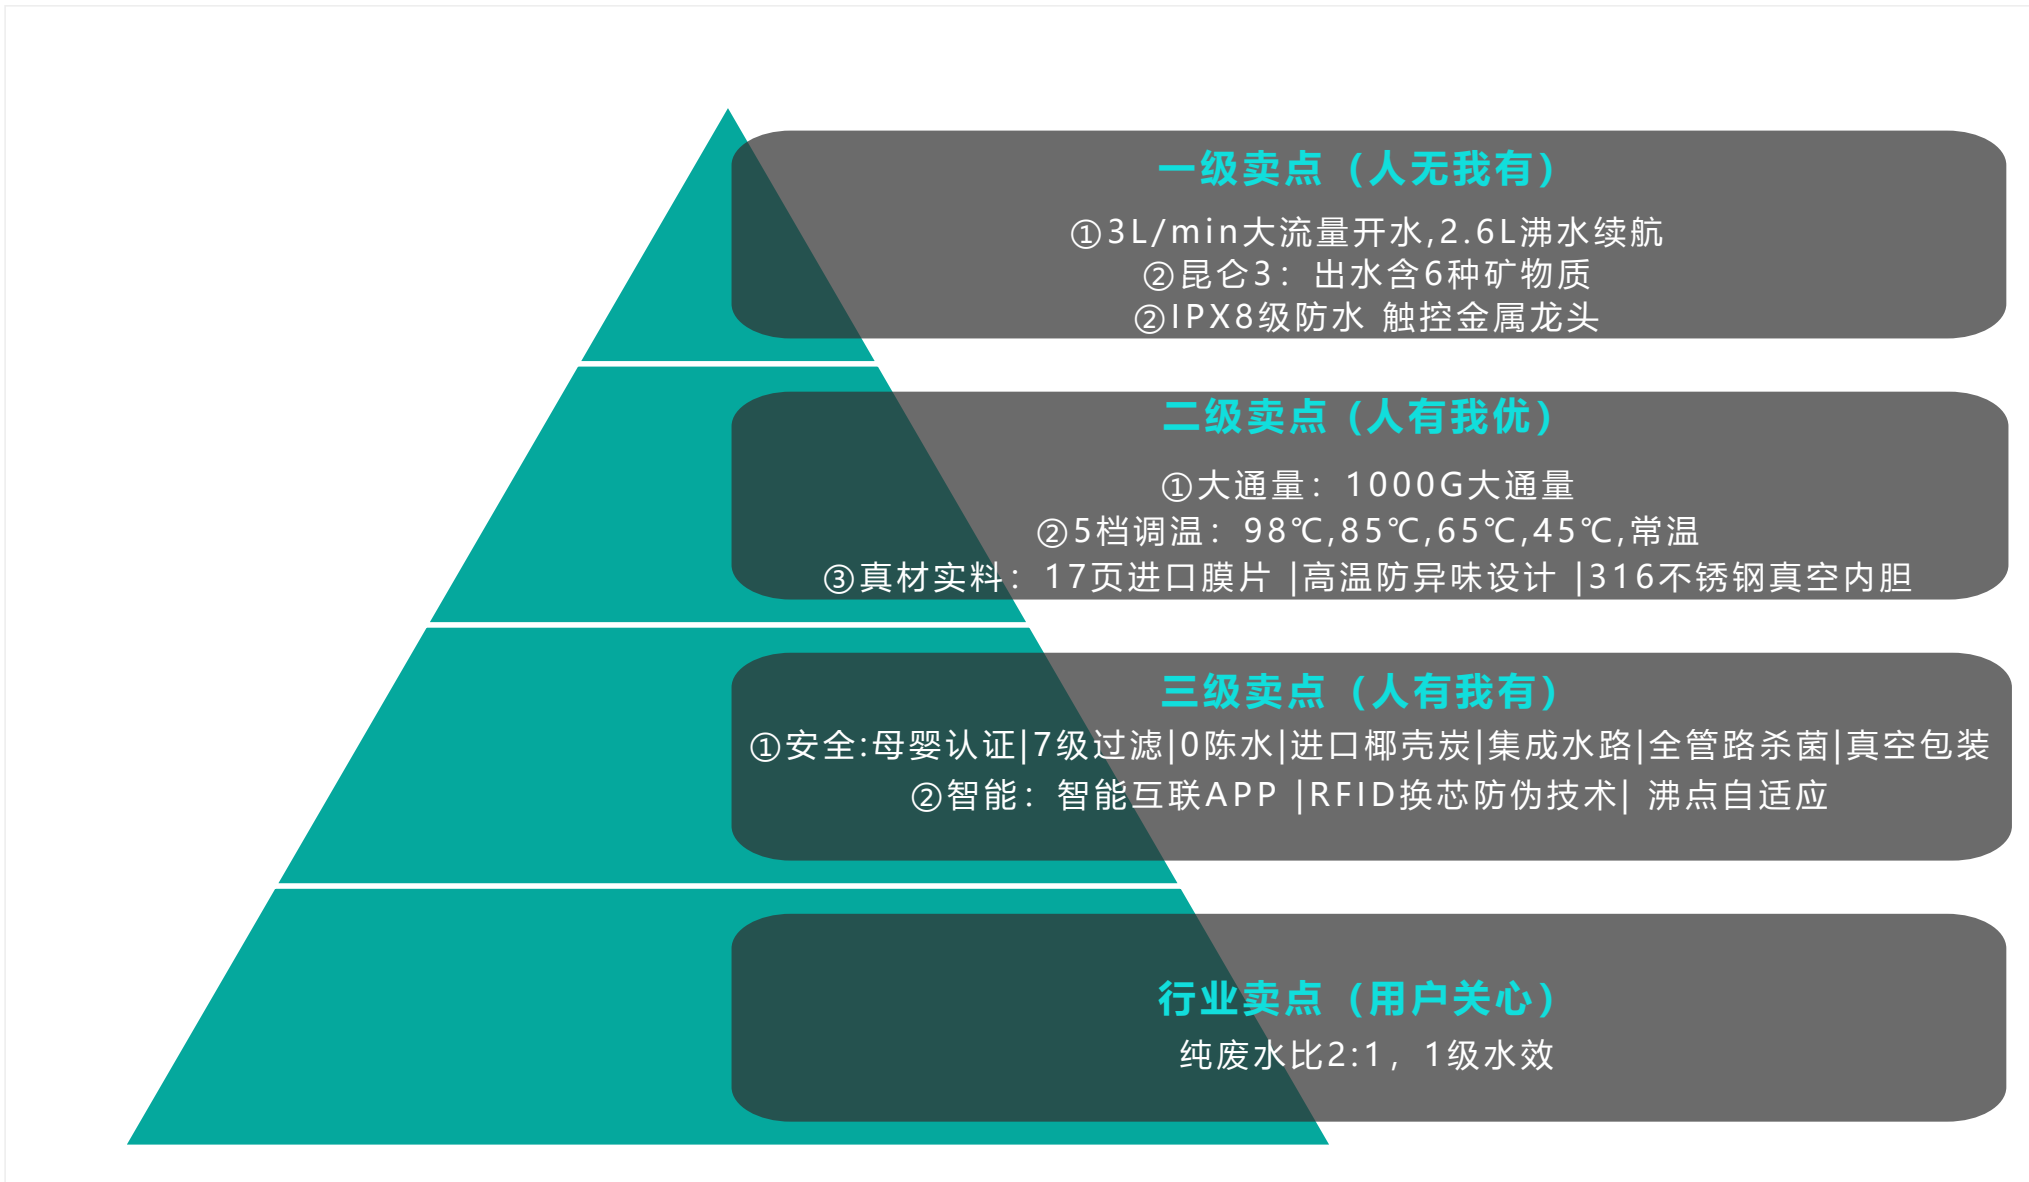 一级卖点（人无我有）
①3L/min大流量开水,2.6L沸水续航
②昆仑3：出水含6种矿物质
②IPX8级防水 触控金属龙头
二级卖点（人有我优）
①大通量：1000G大通量
②5档调温：98℃,85℃,65℃,45℃,常温
③真材实料：17页进口膜片 |高温防异味设计 |316不锈钢真空内胆
三级卖点（人有我有）
①安全:母婴认证|7级过滤|0陈水|进口椰壳炭|集成水路|全管路杀菌|真空包装
②智能：智能互联APP |RFID换芯防伪技术| 沸点自适应
行业卖点（用户关心）
纯废水比2:1，1级水效